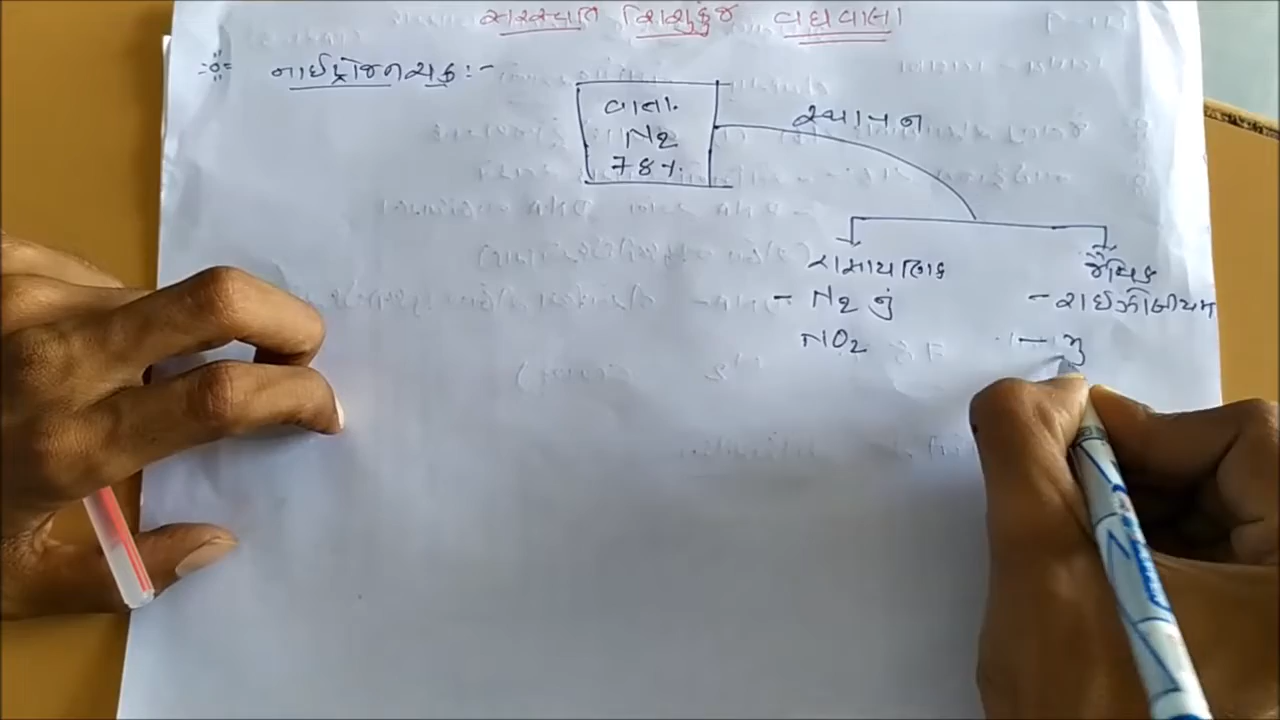 સરસ્વતિ શિશુકુંજ વઘવાલા
નાઈટ્રોજનચક્ર :-
વાતા.
N2
78%
સ્થાપન
રાસાયણિક
- N2 નું
NO2
જૈવિક
- રાઈઝોબીયમ
-